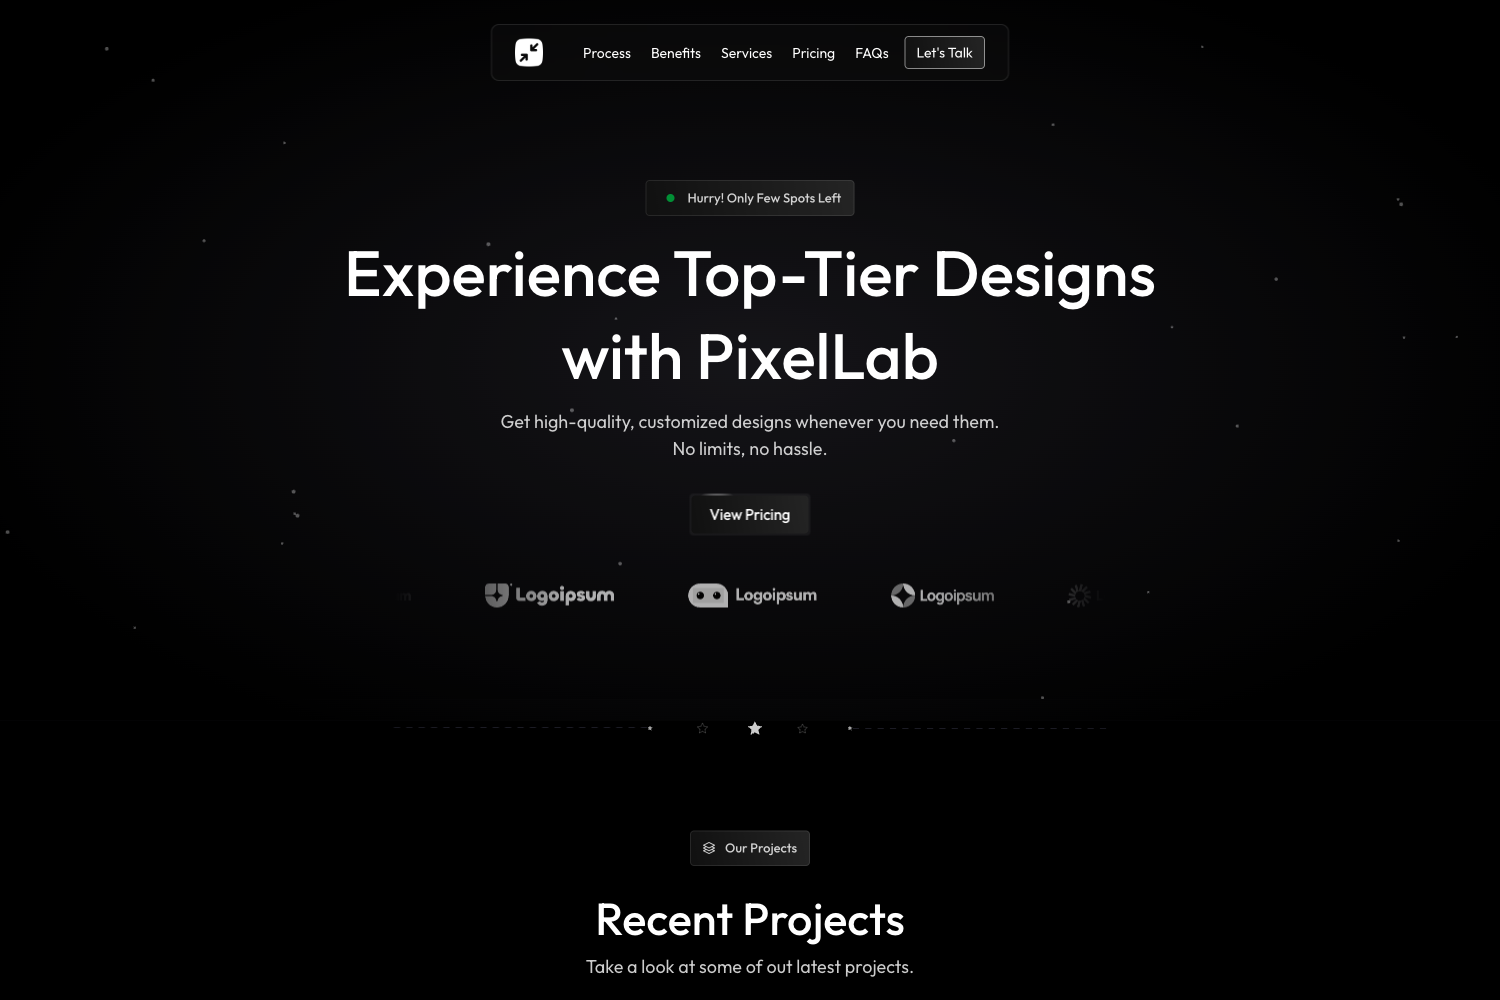 Process Benefits Services Pricing FAQs Let's Talk
Hurry! Only Few Spots Left
Experience Top-Tier Designs
with PixelLab
Get high-quality, customized designs whenever you need them.
No limits, no hassle.
View Pricing
Logoipsum Logoipsum Logoipsum
Our Projects
Recent Projects
Take a look at some of out latest projects.